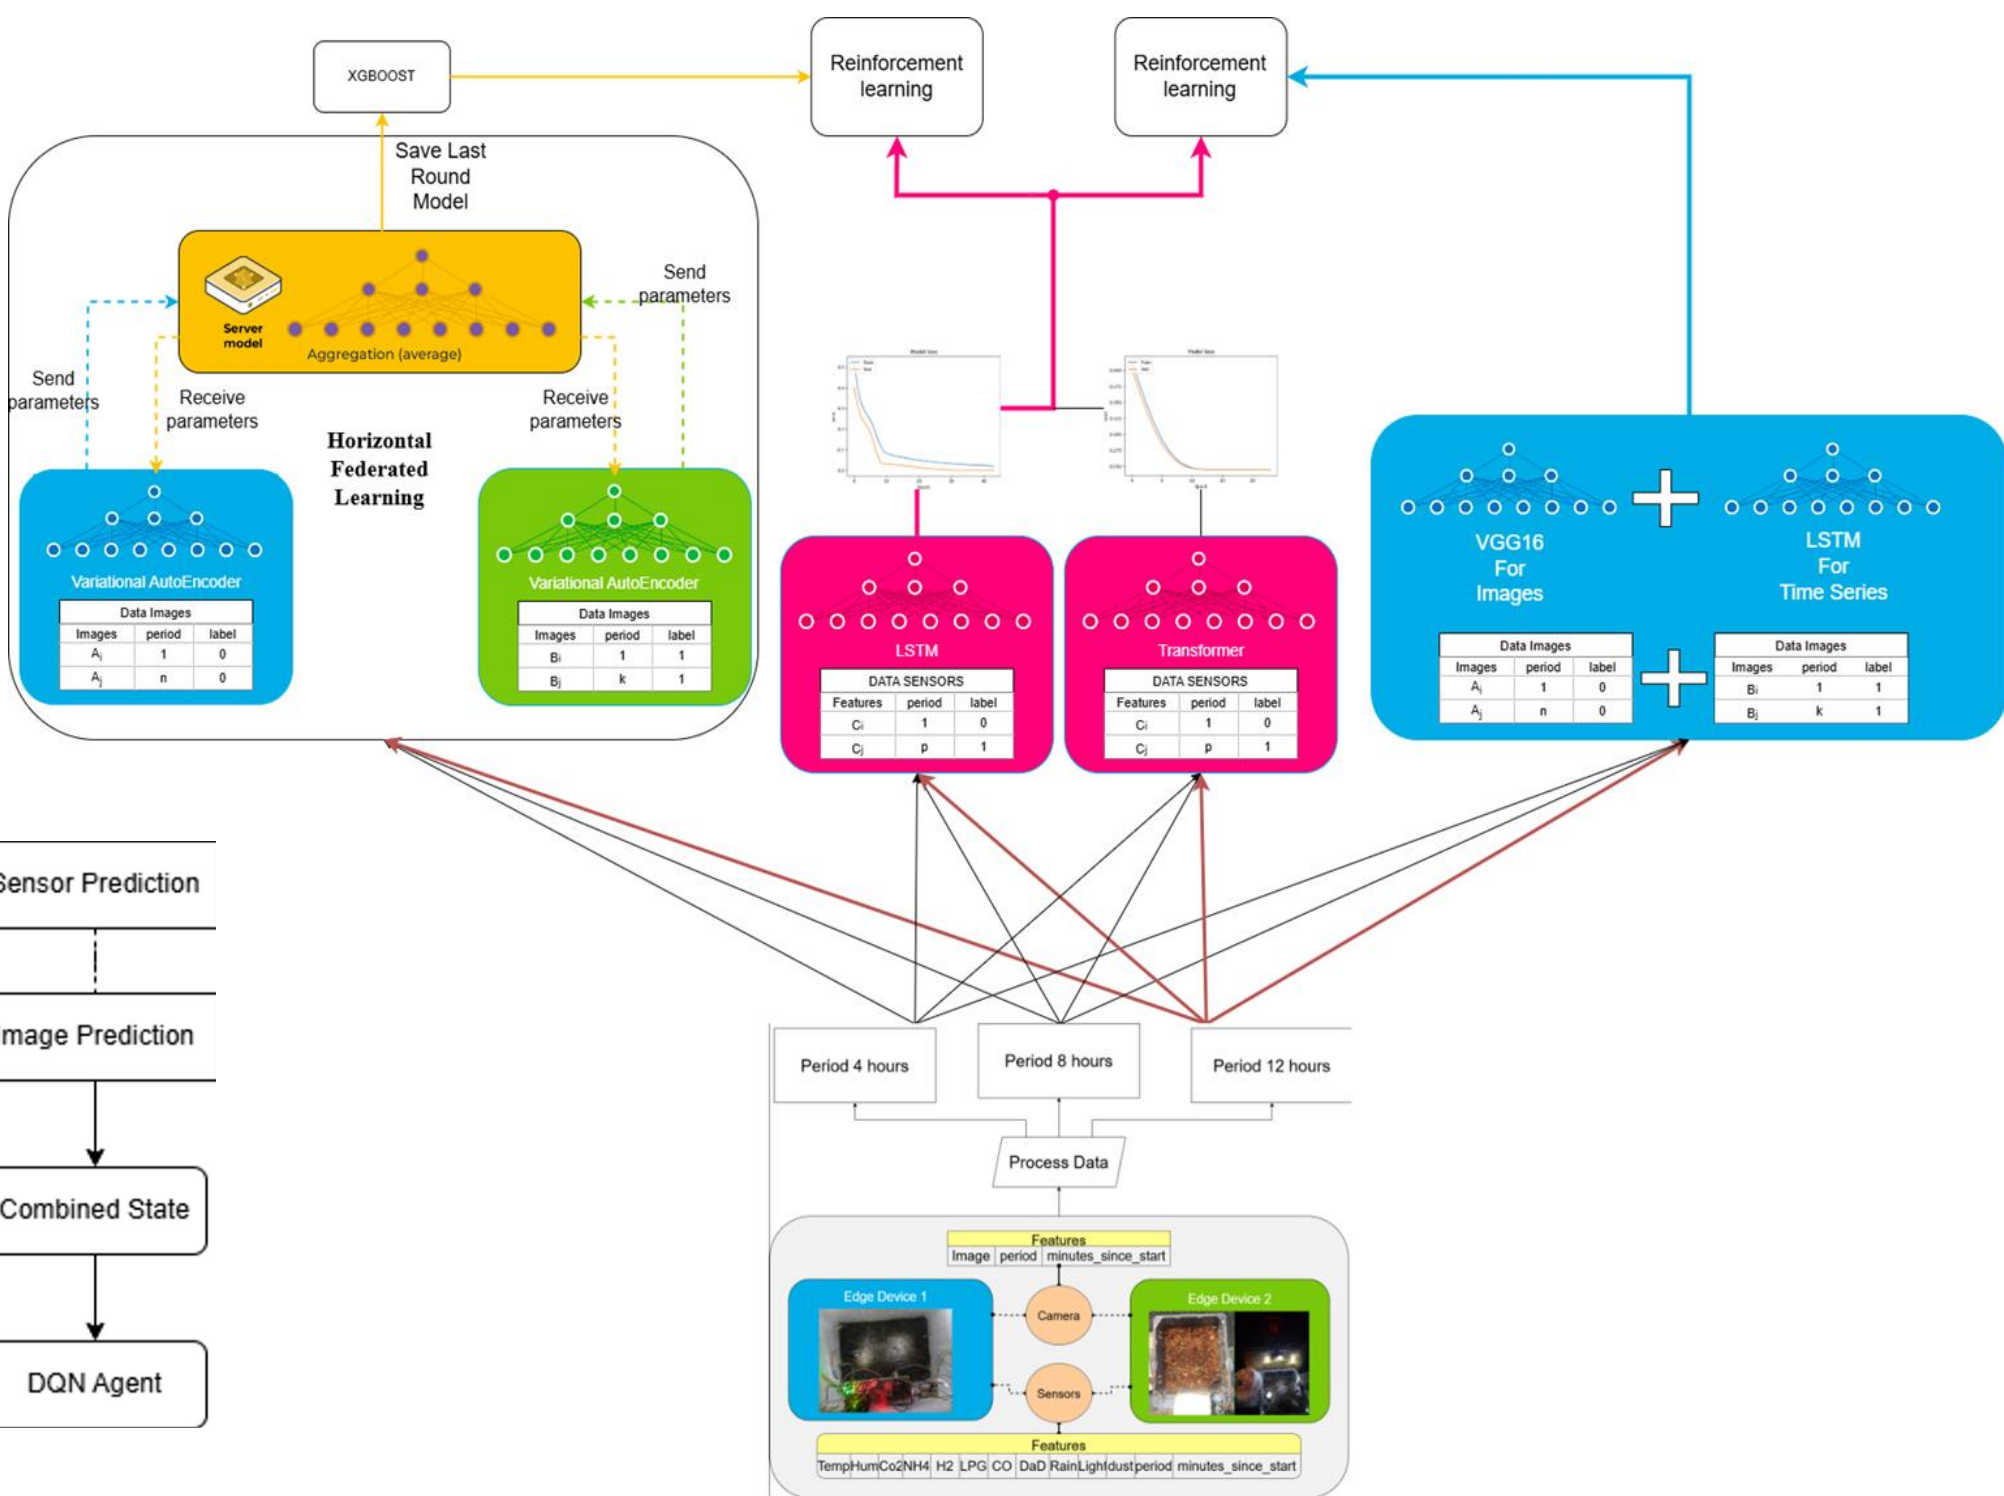 XGBOOST
Reinforcement
learning
Reinforcement
learning
Save Last
Round
Model
Server
model
Aggregation (average)
Send
parameters
Send
parameters
Receive
parameters
Receive
parameters
Horizontal
Federated
Learning
Variational AutoEncoder
Data Images
Images period label
Ai 1 0
Aj n 0
Variational AutoEncoder
Data Images
Images period label
Bi 1 1
Bj k 1
Model loss
Train
LSTM
DATA SENSORS
Features period label
Ci 1 0
Cj p 1
Model loss
Transformer
DATA SENSORS
Features period label
Ci 1 0
Cj p 1
VGG16
For
Images
LSTM
For
Time Series
Data Images
Images period label
Ai 1 0
Aj n 0
Data Images
Images period label
Bi 1 1
Bj k 1
Sensor Prediction
Image Prediction
Combined State
DQN Agent
Period 4 hours
Period 8 hours
Period 12 hours
Process Data
Features
Image period minutes_since_start
Edge Device 1
Camera
Edge Device 2
Sensors
Features
Temp Hum Co2 NH4 H2 LPG CO DaD Rain Light dust period minutes_since_start